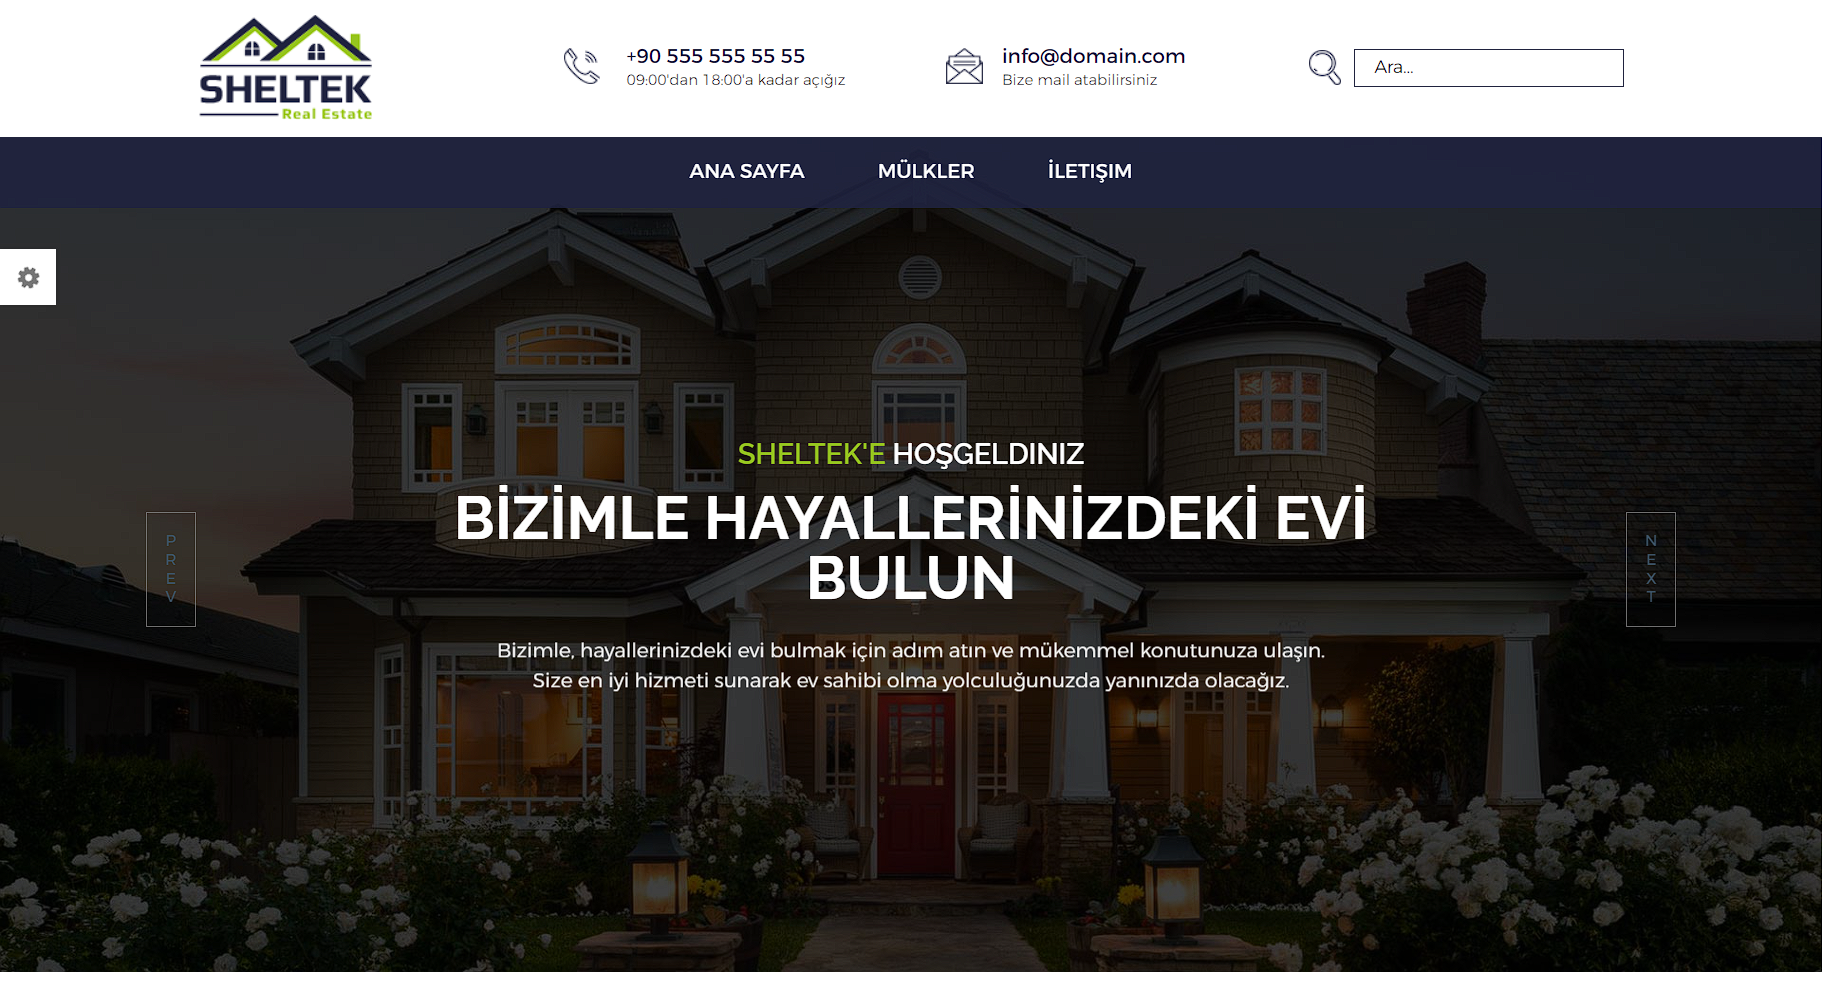 SHELTEK
Real Estate
+90 555 555 55 55
09:00'dan 18:00'a kadar açığız
info@domain.com
Bize mail atabilirsiniz
Ara...
ANA SAYFA MÜLKLER İLETIŞIM
SHELTEK'E HOŞGELDINIZ
BİZİMLE HAYALLERİNİZDEKİ EVİ
BULUN
PREV
NEXT
Bizimle, hayallerinizdeki evi bulmak için adım atın ve mükemmel konutunuza ulaşın.
Size en iyi hizmeti sunarak ev sahibi olma yolculuğunuzda yanınızda olacağız.